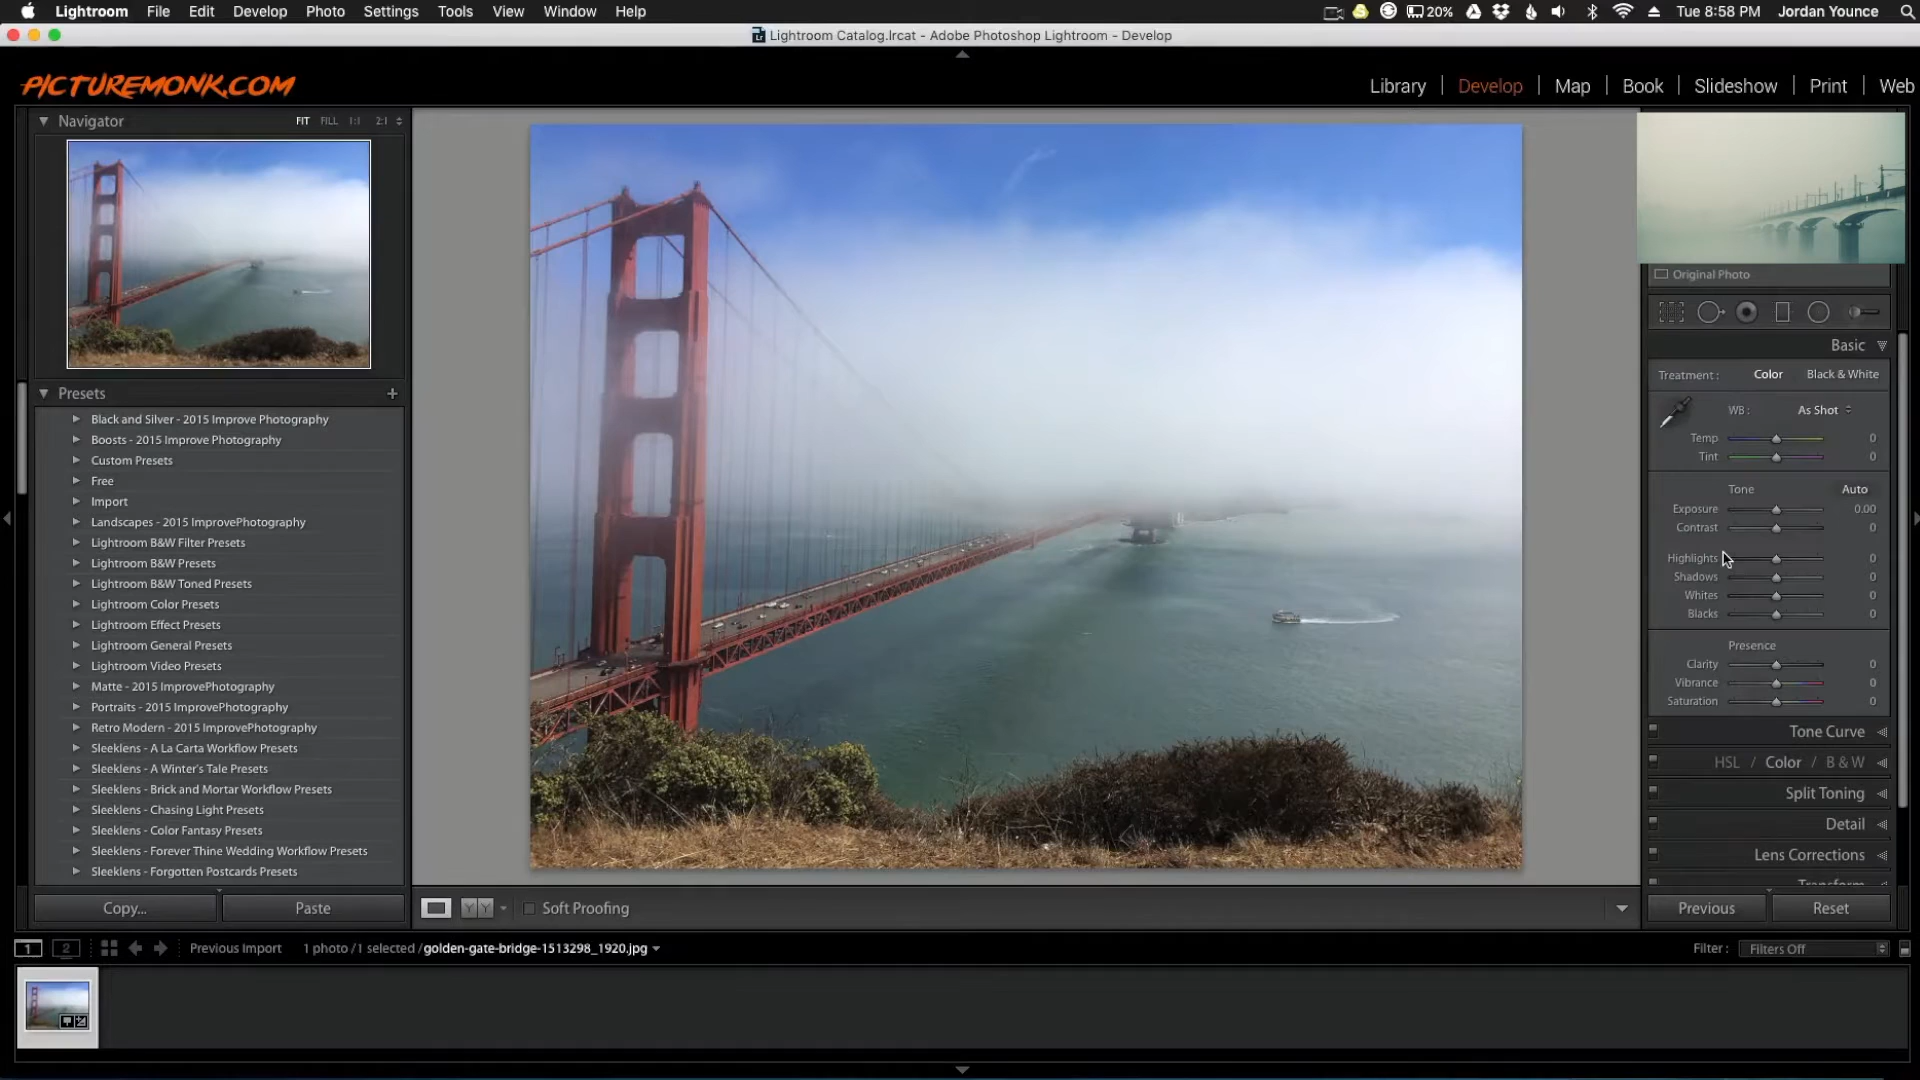 Lightroom File Edit Develop Photo Settings Tools View Window Help 20% Tue 8:58 PM Jordan Younce
Lightroom Catalog.lrcat - Adobe Photoshop Lightroom - Develop
PICTUREMONK.COM
Library Develop Map Book Slideshow Print Web
Navigator FIT FILL 1:1 2:1
Presets
Black and Silver - 2015 Improve Photography
Boosts - 2015 Improve Photography
Custom Presets
Free
Import
Landscapes - 2015 ImprovePhotography
Lightroom B&W Filter Presets
Lightroom B&W Presets
Lightroom B&W Toned Presets
Lightroom Color Presets
Lightroom Effect Presets
Lightroom General Presets
Lightroom Video Presets
Matte - 2015 ImprovePhotography
Portraits - 2015 ImprovePhotography
Retro Modern - 2015 ImprovePhotography
Sleeklens - A La Carta Workflow Presets
Sleeklens - A Winter's Tale Presets
Sleeklens - Brick and Mortar Workflow Presets
Sleeklens - Chasing Light Presets
Sleeklens - Color Fantasy Presets
Sleeklens - Forever Thine Wedding Workflow Presets
Sleeklens - Forgotten Postcards Presets
Copy... Paste
YY Soft Proofing
Original Photo
Basic
Treatment : Color Black & White
WB : As Shot
Temp 0
Tint 0
Tone Auto
Exposure 0.00
Contrast 0
Highlights 0
Shadows 0
Whites 0
Blacks 0
Presence
Clarity 0
Vibrance 0
Saturation 0
Tone Curve
HSL / Color / B & W
Split Toning
Detail
Lens Corrections
Transform
Previous Reset
1 2 Previous Import 1 photo / 1 selected / golden-gate-bridge-1513298_1920.jpg Filter : Filters Off